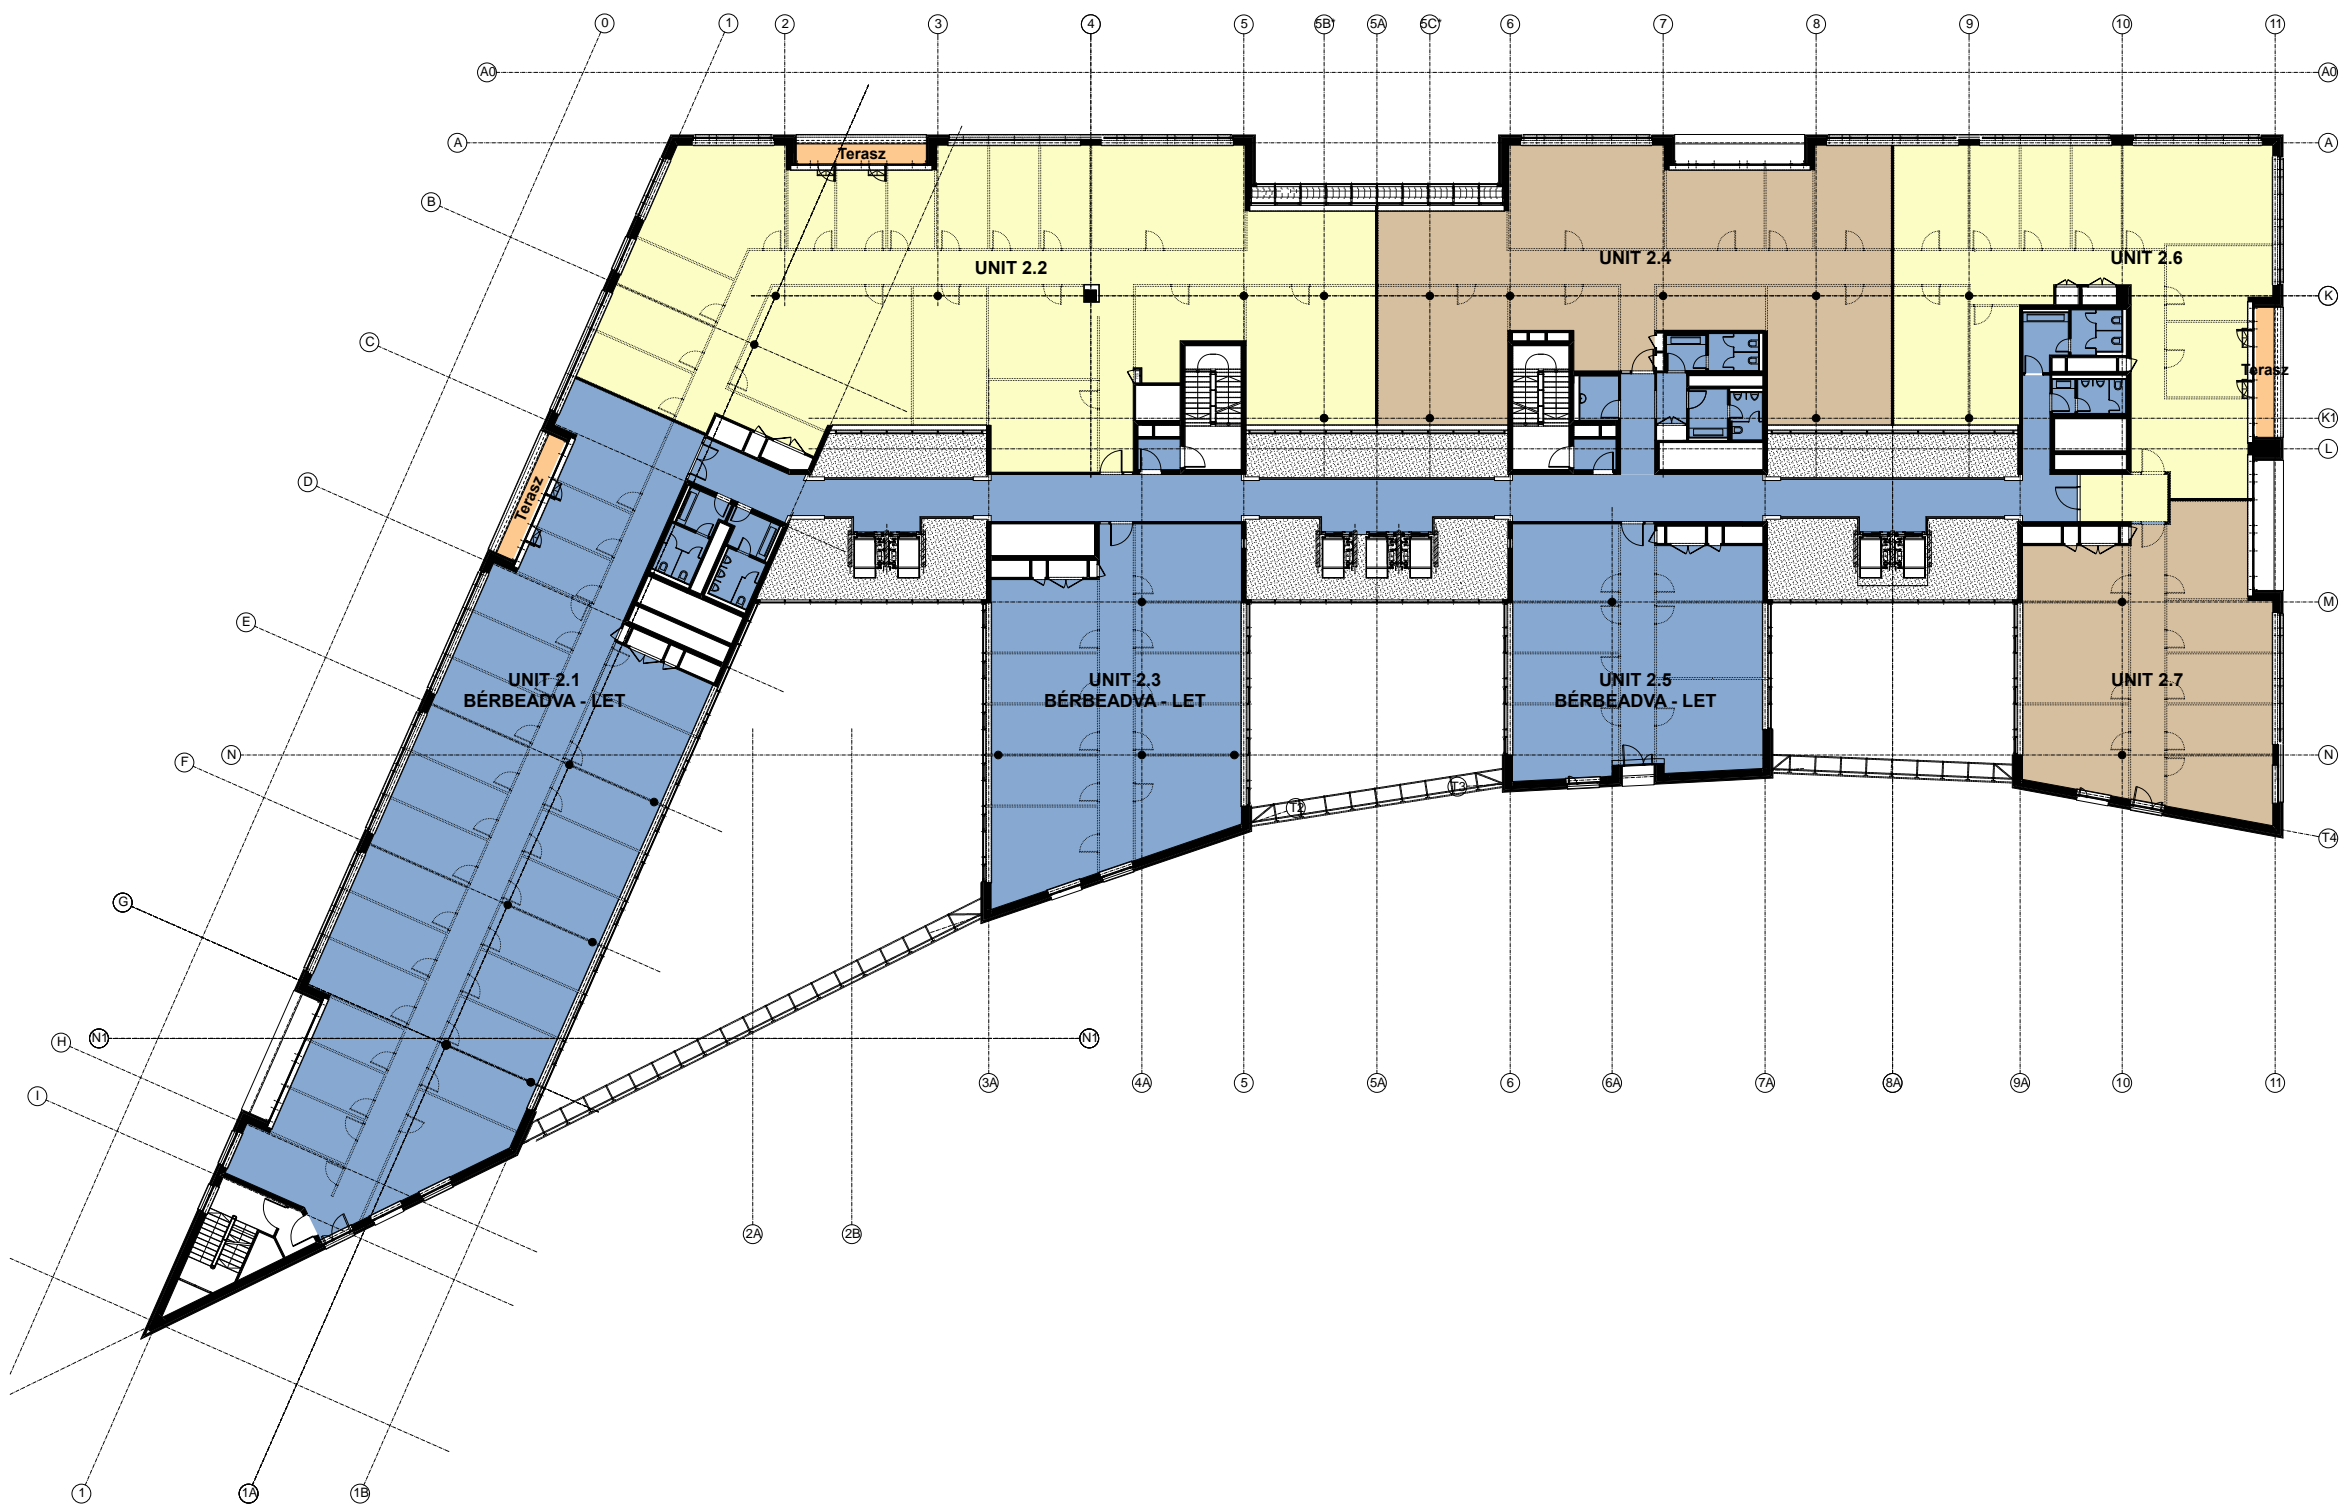 0
1
2
3
4
5
5B*
5A
5C*
6
7
8
9
10
11
A0
A0
A
A
Terasz
B
UNIT 2.2
UNIT 2.4
UNIT 2.6
K
C
Terasz
K1
L
D
Terasz
E
M
UNIT 2.1
BÉRBEADVA - LET
UNIT 2.3
BÉRBEADVA - LET
UNIT 2.5
BÉRBEADVA - LET
UNIT 2.7
F
N
N
T2
T3
T4
G
H
N1
N1
I
3A
4A
5
5A
6
6A
7A
8A
9A
10
11
2A
2B
1
1A
1B